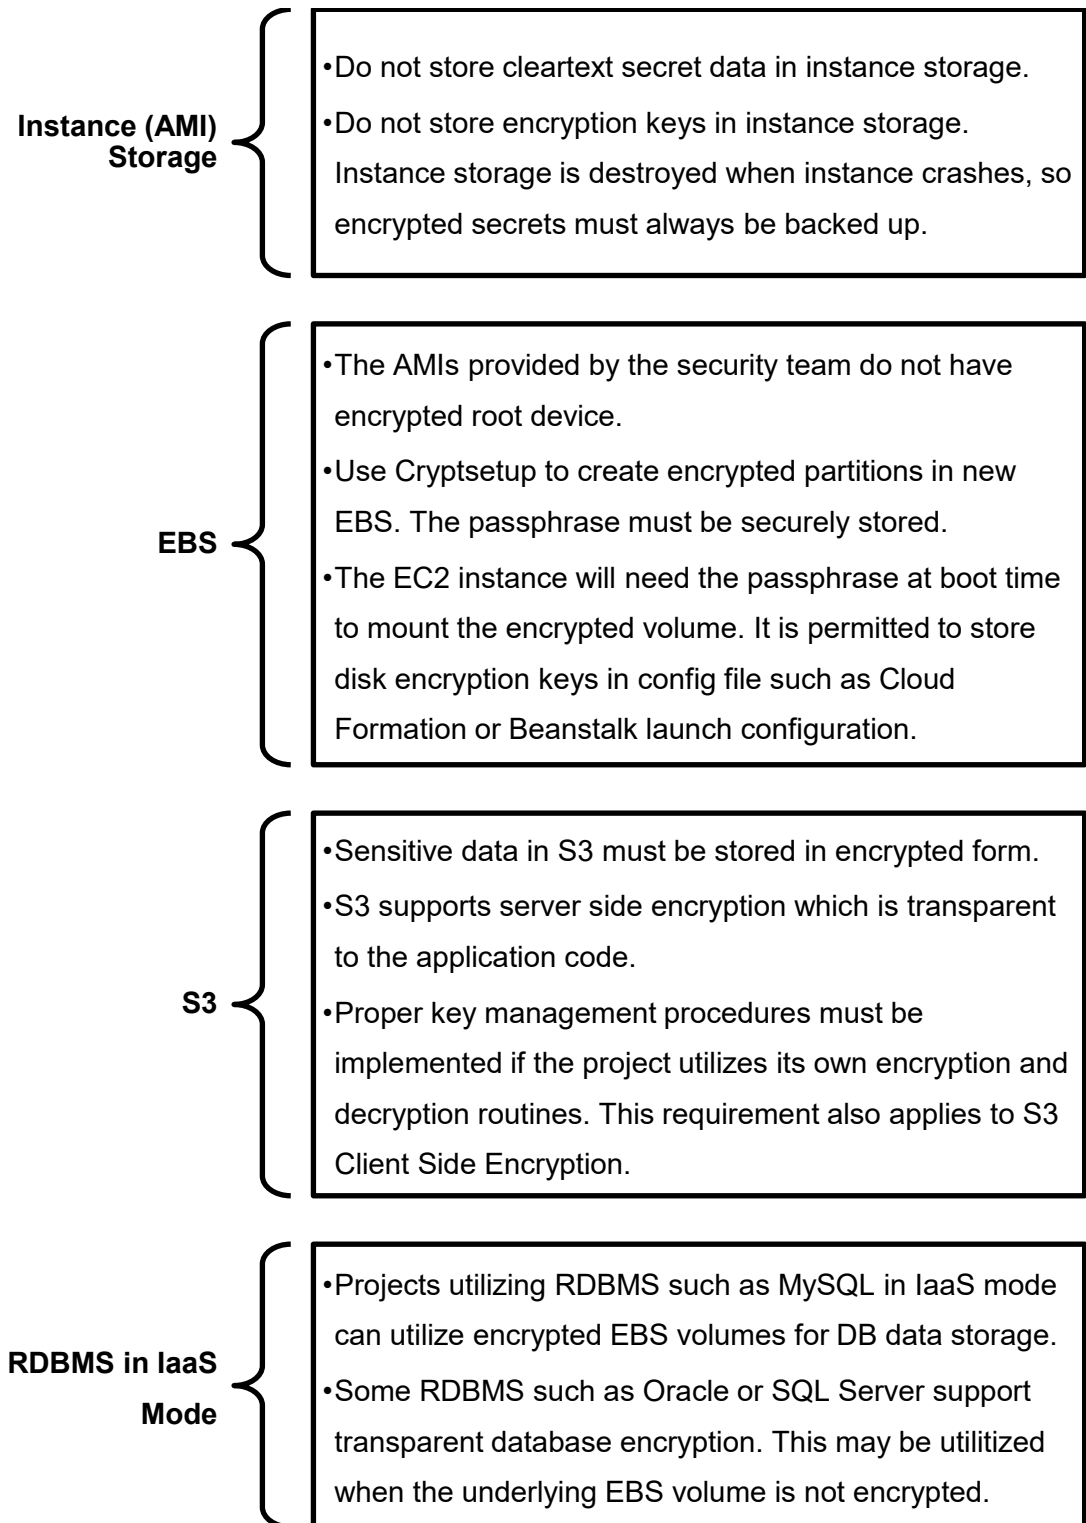 Instance (AMI)
Storage
•Do not store cleartext secret data in instance storage.
•Do not store encryption keys in instance storage.
Instance storage is destroyed when instance crashes, so
encrypted secrets must always be backed up.
EBS
•The AMIs provided by the security team do not have
encrypted root device.
•Use Cryptsetup to create encrypted partitions in new
EBS. The passphrase must be securely stored.
•The EC2 instance will need the passphrase at boot time
to mount the encrypted volume. It is permitted to store
disk encryption keys in config file such as Cloud
Formation or Beanstalk launch configuration.
S3
•Sensitive data in S3 must be stored in encrypted form.
•S3 supports server side encryption which is transparent
to the application code.
•Proper key management procedures must be
implemented if the project utilizes its own encryption and
decryption routines. This requirement also applies to S3
Client Side Encryption.
RDBMS in IaaS
Mode
•Projects utilizing RDBMS such as MySQL in IaaS mode
can utilize encrypted EBS volumes for DB data storage.
•Some RDBMS such as Oracle or SQL Server support
transparent database encryption. This may be utilitized
when the underlying EBS volume is not encrypted.